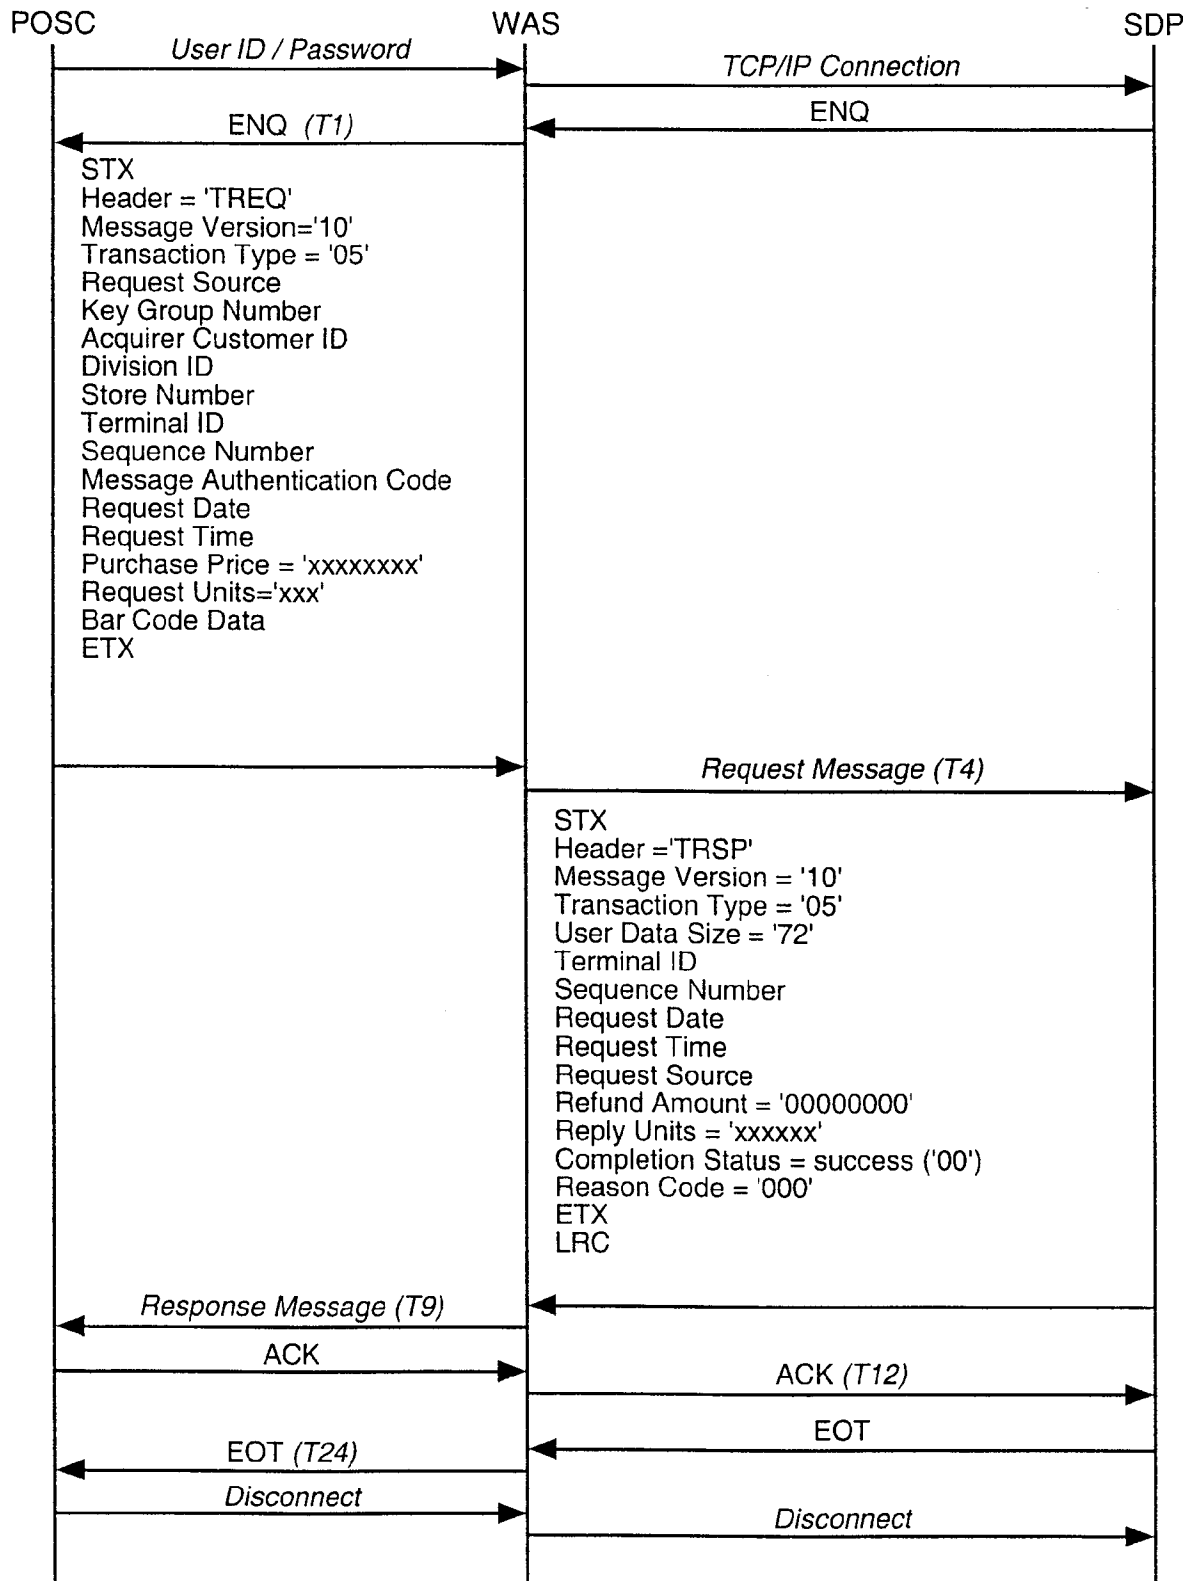 POSC WAS SDP
User ID / Password
TCP/IP Connection
ENQ
ENQ (T1)
STX
Header = 'TREQ'
Message Version='10'
Transaction Type = '05'
Request Source
Key Group Number
Acquirer Customer ID
Division ID
Store Number
Terminal ID
Sequence Number
Message Authentication Code
Request Date
Request Time
Purchase Price = 'xxxxxxxx'
Request Units='xxx'
Bar Code Data
ETX
Request Message (T4)
STX
Header ='TRSP'
Message Version = '10'
Transaction Type = '05'
User Data Size = '72'
Terminal ID
Sequence Number
Request Date
Request Time
Request Source
Refund Amount = '00000000'
Reply Units = 'xxxxxx'
Completion Status = success ('00')
Reason Code = '000'
ETX
LRC
Response Message (T9)
ACK
ACK (T12)
EOT
EOT (T24)
Disconnect
Disconnect